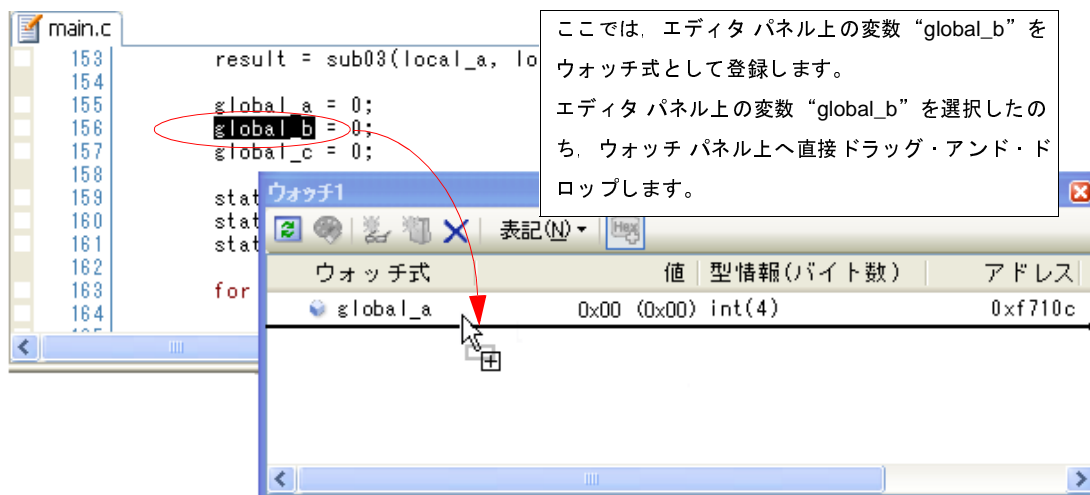 main.c
153 result = sub03(local_a, lo
154
155 global_a = 0;
156 global_b = 0;
157 global_c = 0;
158
159 stat
160 stat
161 stat
162
163 for
164
ここでは，エディタ パネル上の変数“global_b”を
ウォッチ式として登録します。
エディタ パネル上の変数“global_b”を選択したの
ち，ウォッチ パネル上へ直接ドラッグ・アンド・ド
ロップします。
ウォッチ1
表記(N)
Hex
ウォッチ式 値 型情報(バイト数) アドレス
global_a 0x00 (0x00) int(4) 0xf710c